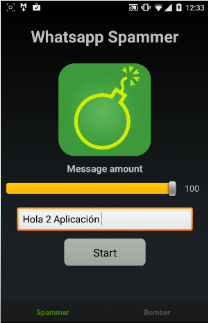 12:33
Whatsapp Spammer
Message amount
100
Hola 2 Aplicación
Start
Spammer Bomber